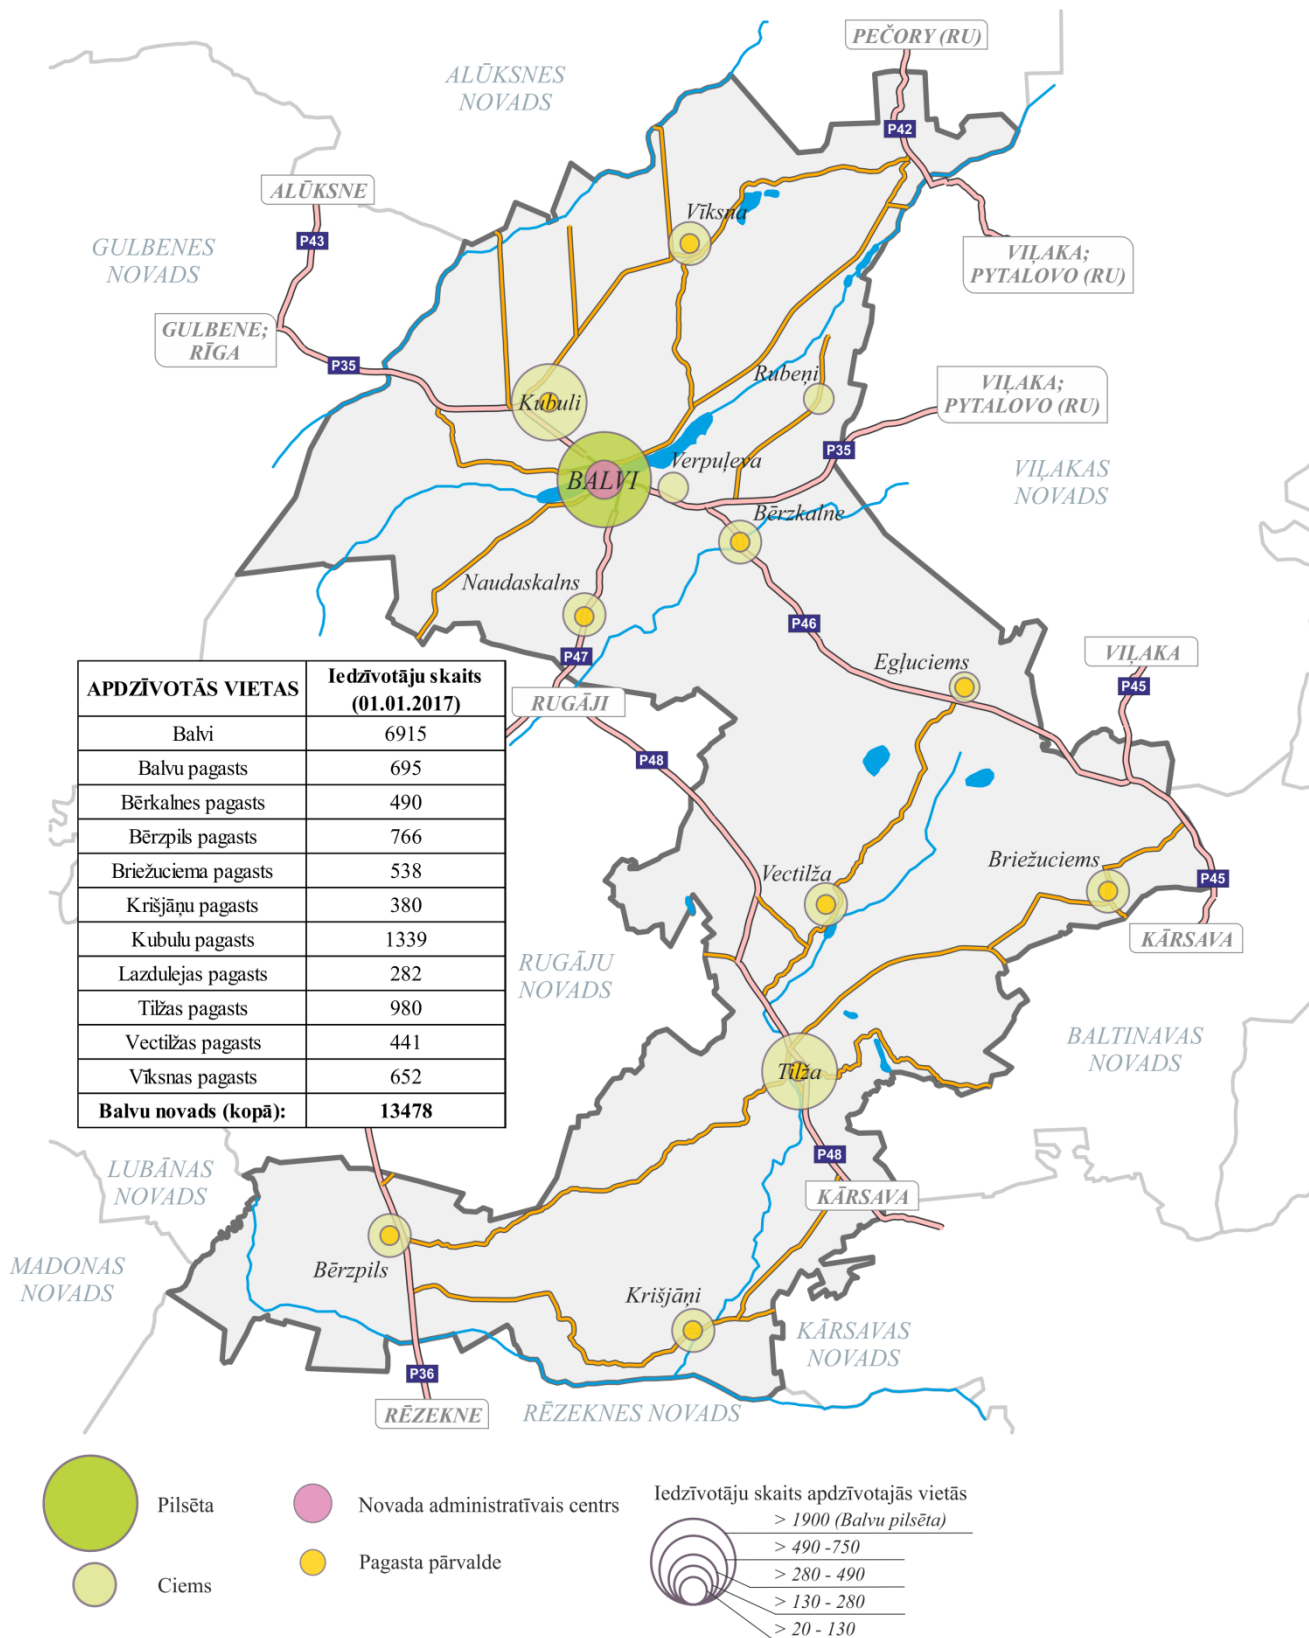 PEČORY (RU)
ALŪKSNES
NOVADS
P42
ALŪKSNE
P43
Vīksna
GULBENES
NOVADS
VIĻAKA;
PYTALOVO (RU)
GULBENE;
RĪGA
P35
Rubeņi
VIĻAKA;
PYTALOVO (RU)
Kubuli
P35
Verpuļeva
BALVI
VIĻAKAS
NOVADS
Bērzkalne
Naudaskalns
P46
P47
Egļuciems
VIĻAKA
P45
RUGĀJI
P48
APDZĪVOTĀS VIETAS Iedzīvotāju skaits
(01.01.2017)
Balvi 6915
Balvu pagasts 695
Bērkalnes pagasts 490
Bērzpils pagasts 766
Briežuciema pagasts 538
Krišjāņu pagasts 380
Kubulu pagasts 1339
Lazdulejas pagasts 282
Tilžas pagasts 980
Vectilžas pagasts 441
Vīksnas pagasts 652
Balvu novads (kopā): 13478
Vectilža
Briežuciems
P45
KĀRSAVA
RUGĀJU
NOVADS
BALTINAVAS
NOVADS
Tilža
P48
KĀRSAVA
LUBĀNAS
NOVADS
MADONAS
NOVADS
Bērzpils
Krišjāņi
KĀRSAVAS
NOVADS
P36
RĒZEKNE
RĒZEKNES NOVADS
Pilsēta
Ciems
Novada administratīvais centrs
Pagasta pārvalde
Iedzīvotāju skaits apdzīvotajās vietās
> 1900 (Balvu pilsēta)
> 490 -750
> 280 - 490
> 130 - 280
> 20 - 130